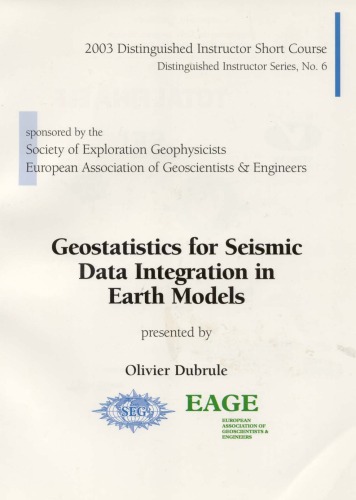 2003 Distinguished Instructor Short Course
Distinguished Instructor Series, No. 6
sponsored by the
Society of Exploration Geophysicists
European Association of Geoscientists & Engineers
Geostatistics for Seismic
Data Integration in
Earth Models
presented by
Olivier Dubrule
SEG
EAGE
EUROPEAN
ASSOCIATION OF
GEOSCIENTISTS &
ENGINEERS